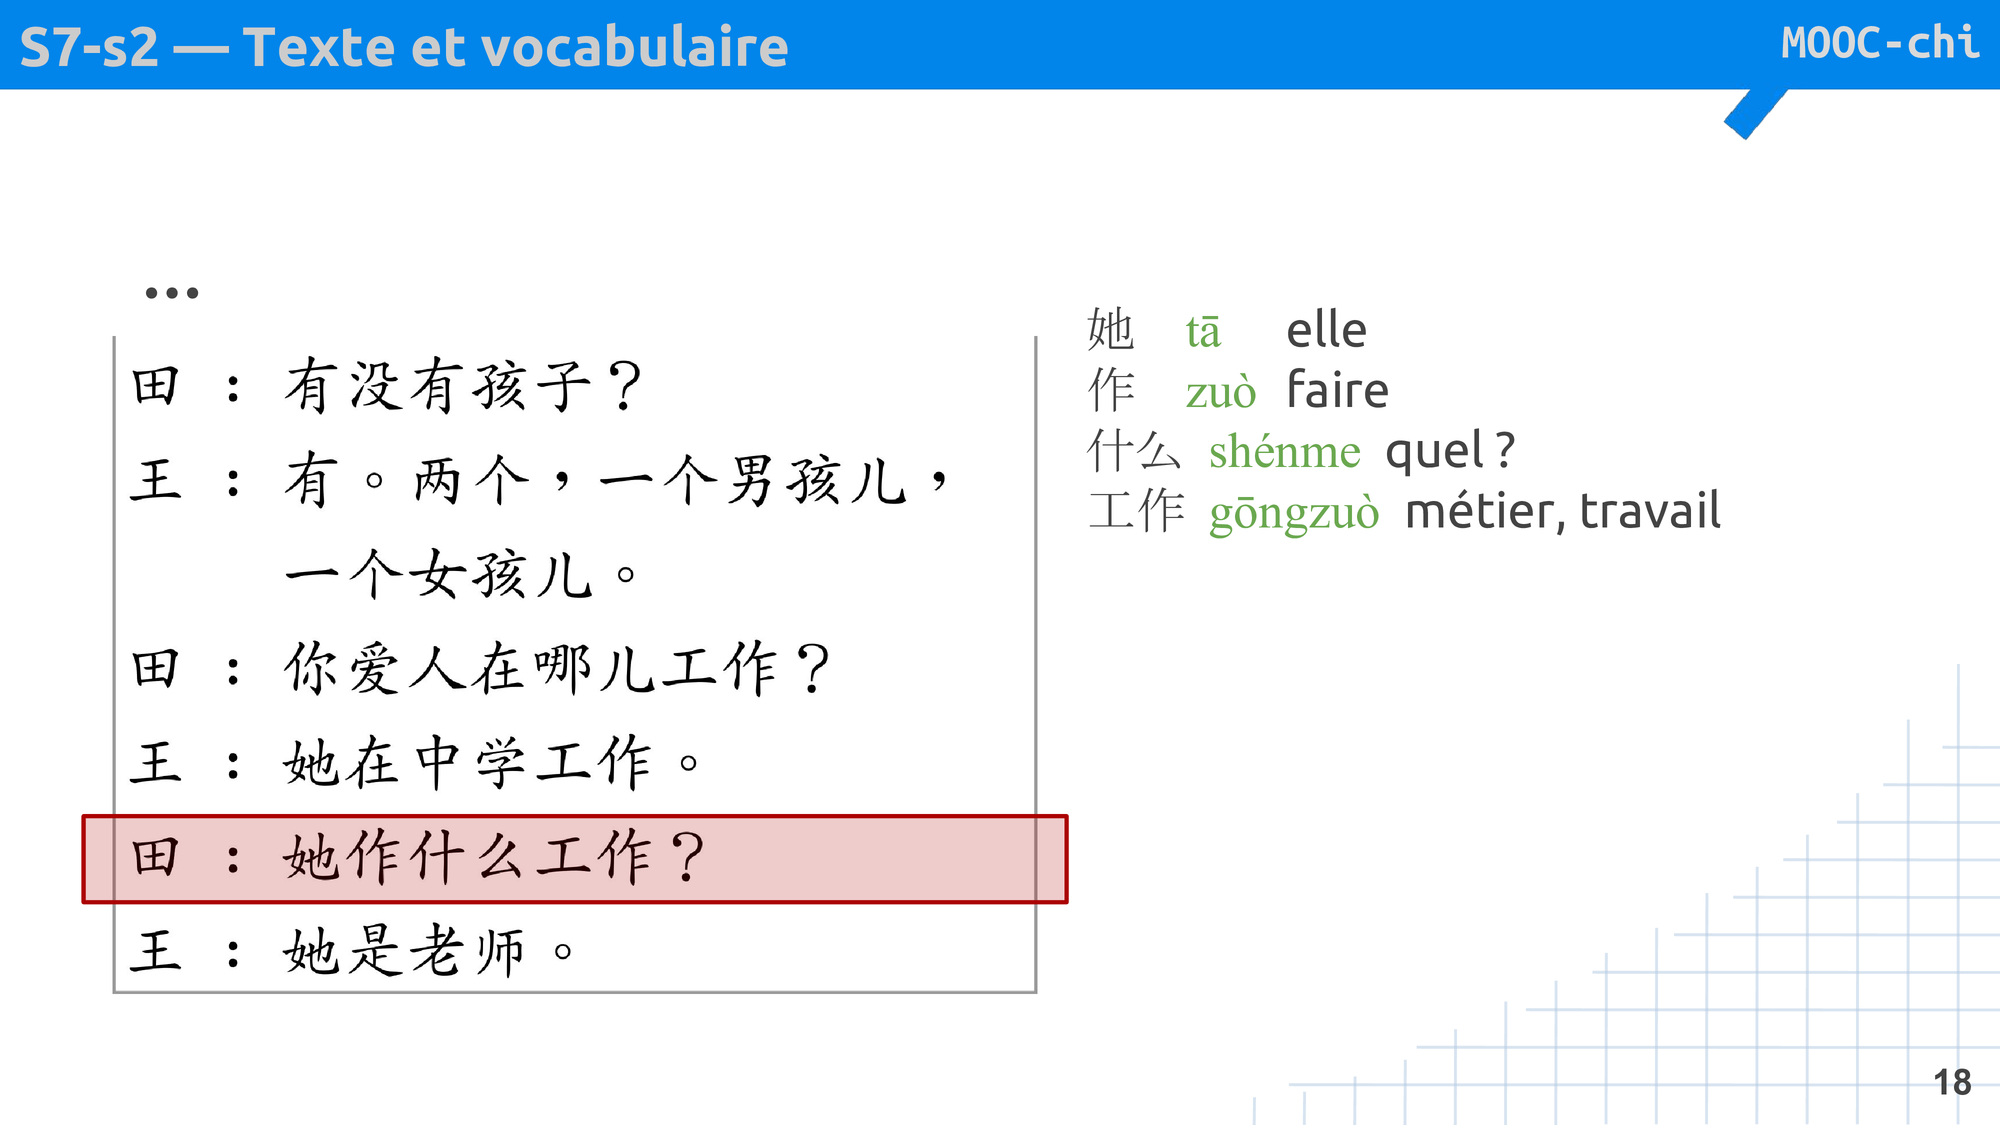 S7-s2 — Texte et vocabulaire
MOOC-chi
...
田 : 有没有孩子？
王 : 有。两个，一个男孩儿，
一个女孩儿。
田 : 你爱人在哪儿工作？
王 : 她在中学工作。
田 : 她作什么工作？
王 : 她是老师。
她 tā elle
作 zuò faire
什么 shénme quel ?
工作 gōngzuò métier, travail
18